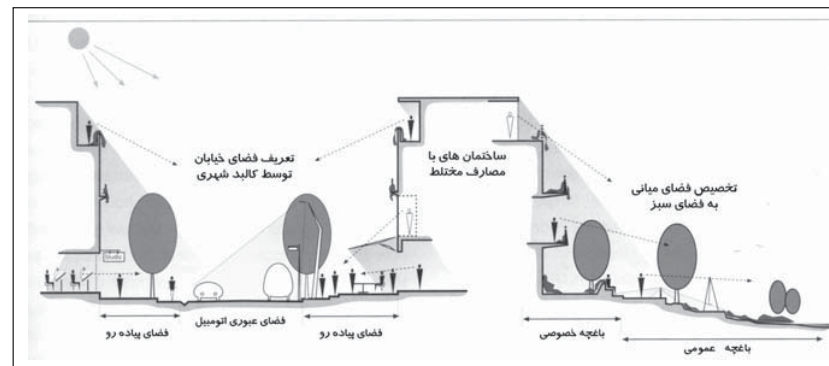 تعریف فضای خیابان
توسط کالبد شهری
ساختمان های با
مصارف مختلط
تخصیص فضای میانی
به فضای سبز
Studio
فضای پیاده رو
فضای عبوری اتومبیل
فضای پیاده رو
باغچه خصوصی
باغچه عمومی